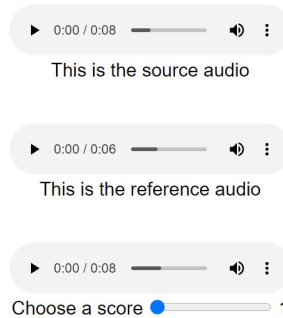 0:00 / 0:08
This is the source audio
0:00 / 0:06
This is the reference audio
0:00 / 0:08
Choose a score